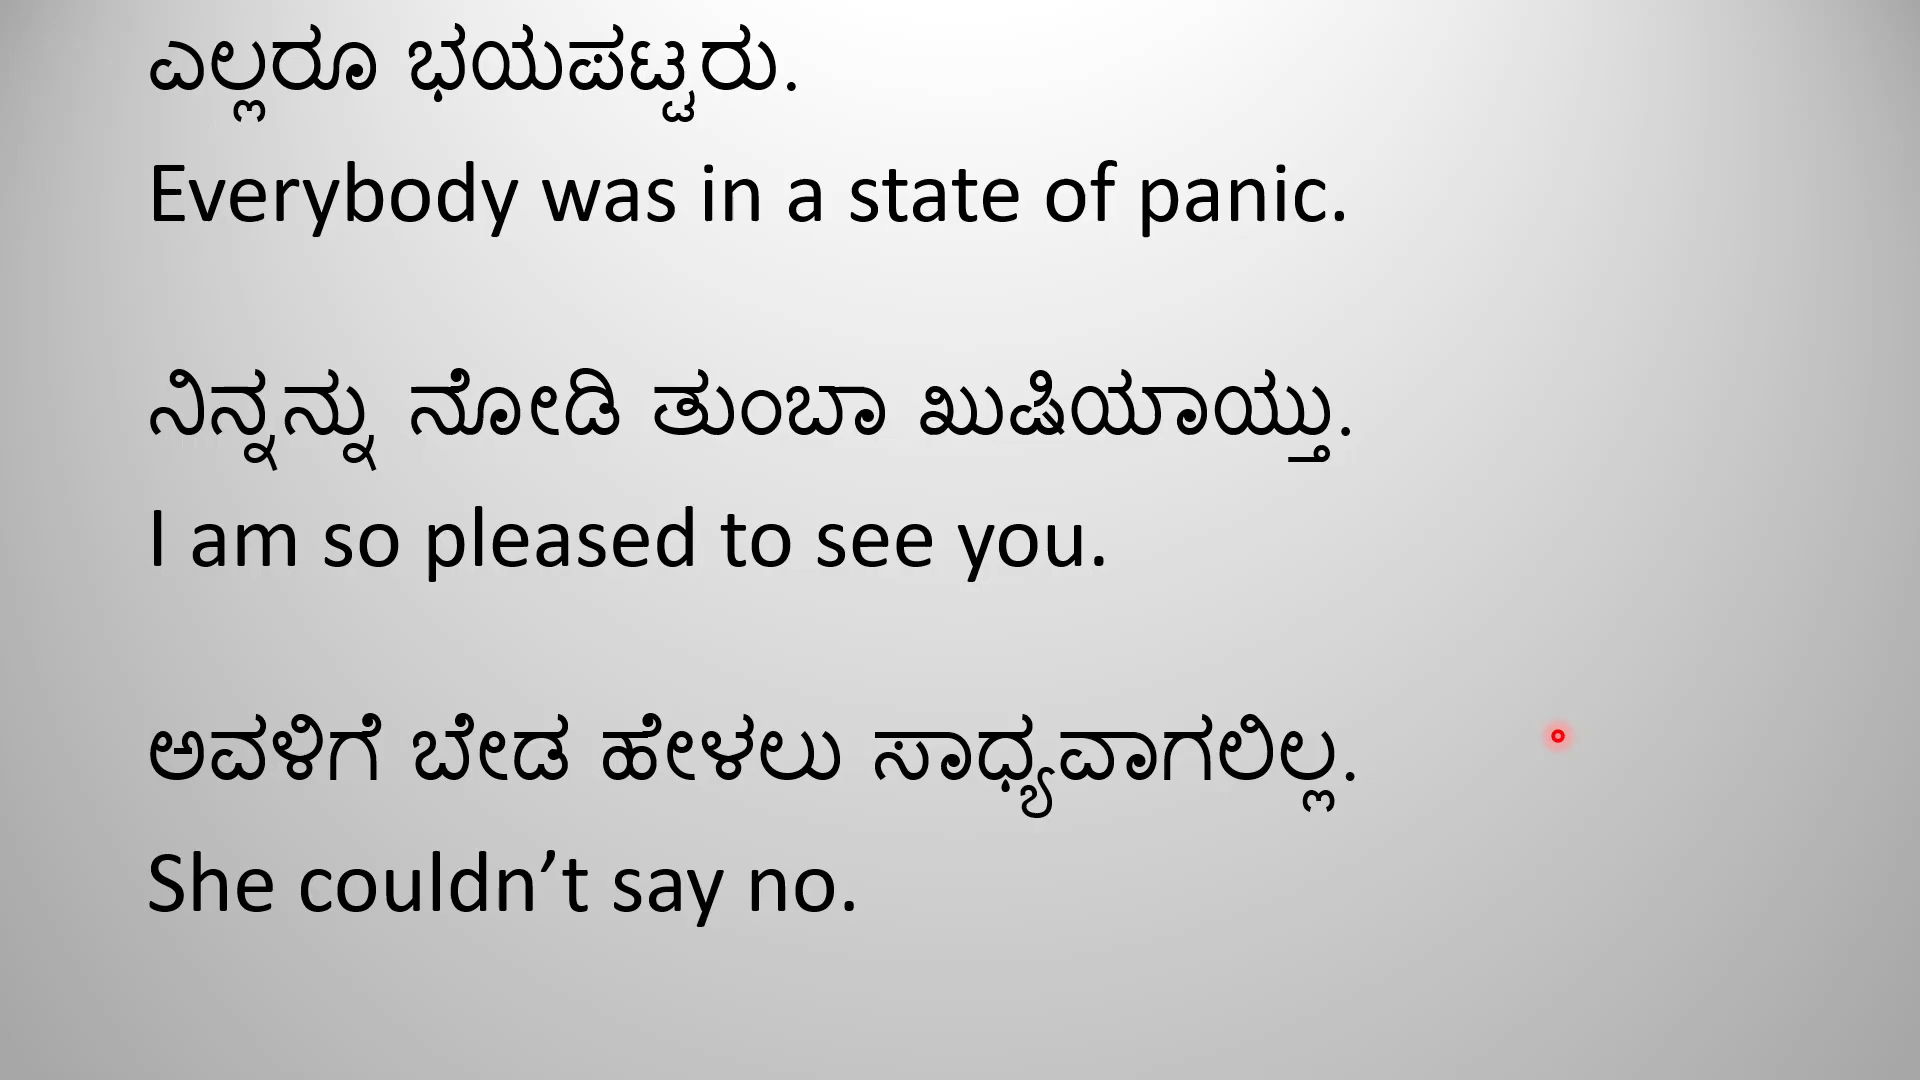 ಎಲ್ಲರೂ ಭಯಪಟ್ಟರು.
Everybody was in a state of panic.
ನಿನ್ನನ್ನು ನೋಡಿ ತುಂಬಾ ಖುಷಿಯಾಯ್ತು.
I am so pleased to see you.
ಅವಳಿಗೆ ಬೇಡ ಹೇಳಲು ಸಾಧ್ಯವಾಗಲಿಲ್ಲ.
She couldn’t say no.